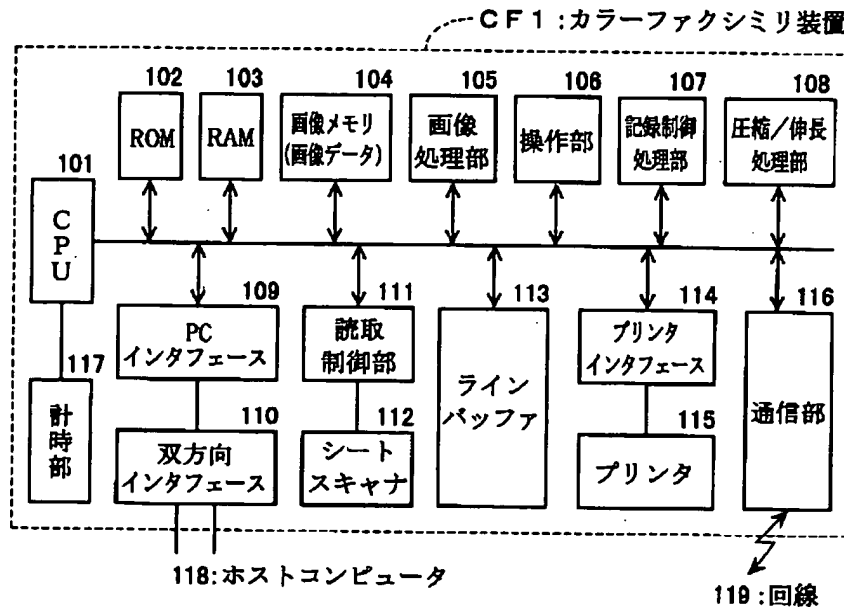 CF1:カラーファクシミリ装置
102
103
104
105
106
107
108
ROM
RAM
画像メモリ
(画像データ)
画像
処理部
操作部
記録制御
処理部
圧縮/伸長
処理部
101
CPU
109
111
113
114
116
PC
インタフェース
読取
制御部
ライン
バッファ
プリンタ
インタフェース
通信部
117
計時部
110
112
115
双方向
インタフェース
シート
スキャナ
プリンタ
118:ホストコンピュータ
119:回線